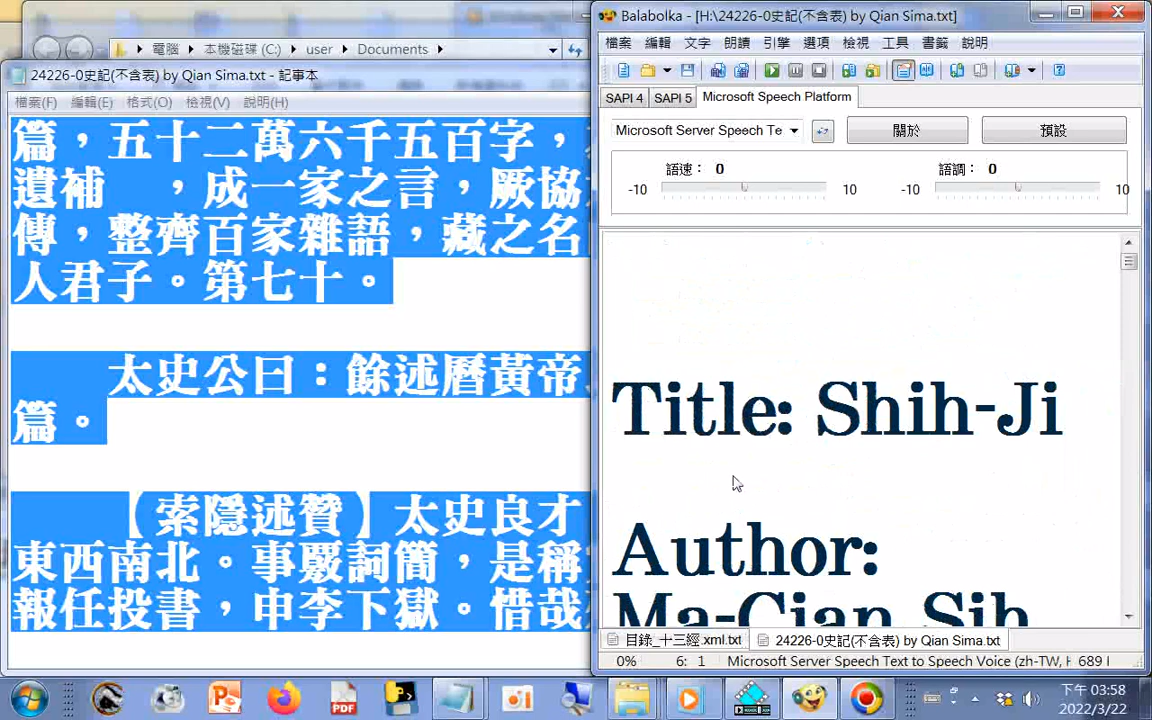 電腦 本機磁碟 (C:) user Documents
24226-0史記(不含表) by Qian Sima.txt - 記事本
檔案(F) 編輯(E) 格式(O) 檢視(V) 說明(H)
篇，五十二萬六千五百字，
遺補　，成一家之言，厥協
傳，整齊百家雜語，藏之名
人君子。第七十。
太史公曰：餘述曆黃帝
篇。
【索隱述贊】太史良才
東西南北。事覈詞簡，是稱
報任投書，申李下獄。惜哉
Balabolka - [H:\24226-0史記(不含表) by Qian Sima.txt]
檔案 編輯 文字 朗讀 引擎 選項 檢視 工具 書籤 說明
SAPI 4 SAPI 5 Microsoft Speech Platform
Microsoft Server Speech Te 關於 預設
語速： 0 語調： 0
-10 10 -10 10
Title: Shih-Ji
Author:
Ma-Cian Sih
目錄_十三經.xml.txt 24226-0史記(不含表) by Qian Sima.txt
0% 6: 1 Microsoft Server Speech Text to Speech Voice (zh-TW, H 689 l
PDF
下午 03:58
2022/3/22